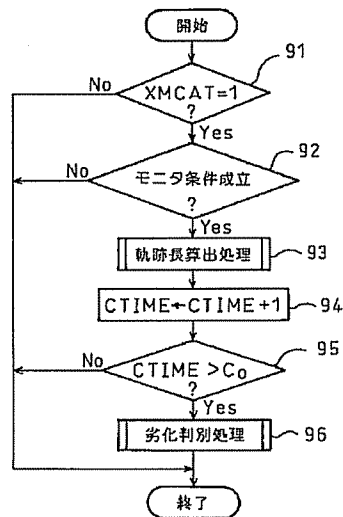 開始
91
XMCAT=1
?
No
Yes
92
モニタ条件成立
?
No
Yes
軌跡長算出処理
93
CTIME←CTIME+1
94
95
CTIME>C₀
?
No
Yes
劣化判別処理
96
終了